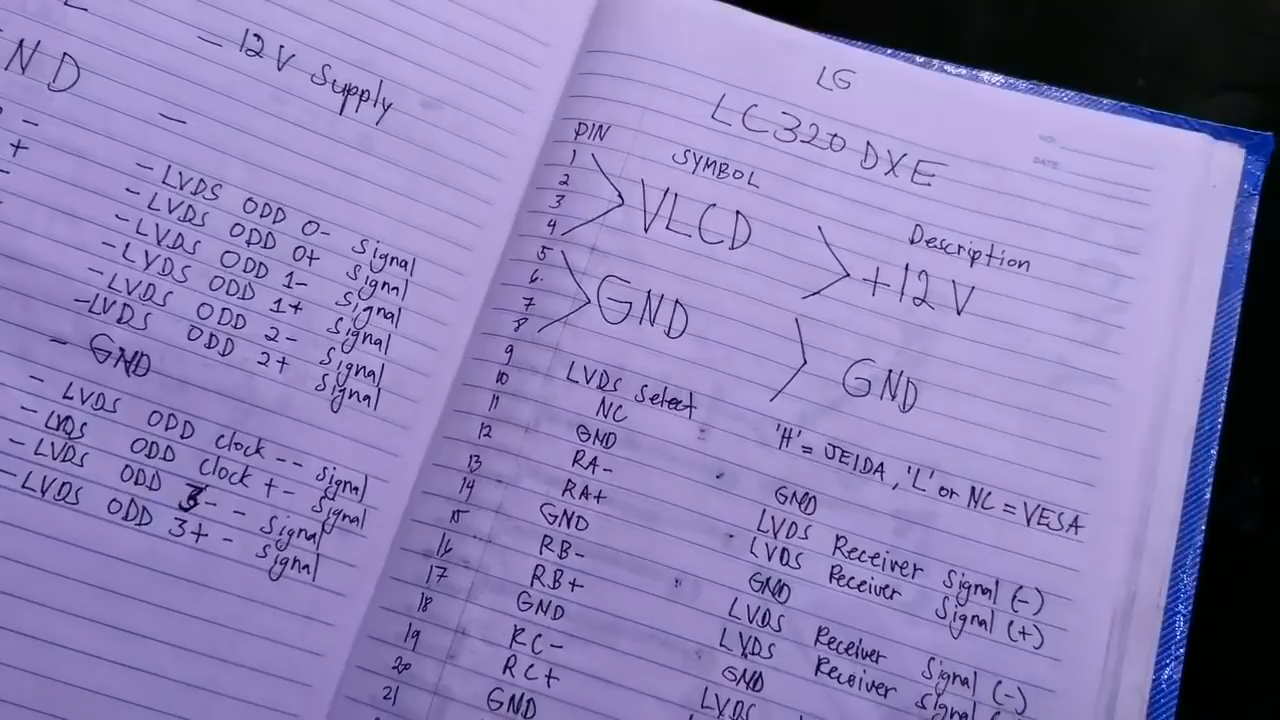 - 12V Supply
ND
-
-
+
- LVDS ODD 0- Signal
- LVDS ODD 0+ Signal
- LVDS ODD 1- Signal
- LVDS ODD 1+ Signal
- LVDS ODD 2- Signal
- LVDS ODD 2+ Signal
- GND
- LVDS ODD clock -- Signal
- LVDS ODD clock +- Signal
- LVDS ODD 3- - Signal
- LVDS ODD 3+ - Signal
LG
LC320DXE
NO:
DATE:
PIN SYMBOL Description
1
2
3
4
VLCD +12V
5
6.
7
8
GND GND
9 LVDS Select 'H'= JEIDA, 'L' or NC = VESA
10 NC
11 GND GND
12 RA- LVDS Receiver Signal (-)
13 RA+ LVDS Receiver Signal (+)
14 GND GND
15 RB- LVDS Receiver Signal (-)
16 RB+ LVDS Receiver Signal
17 GND GND
18 RC- LVDS
19 RC+
20 GND
21